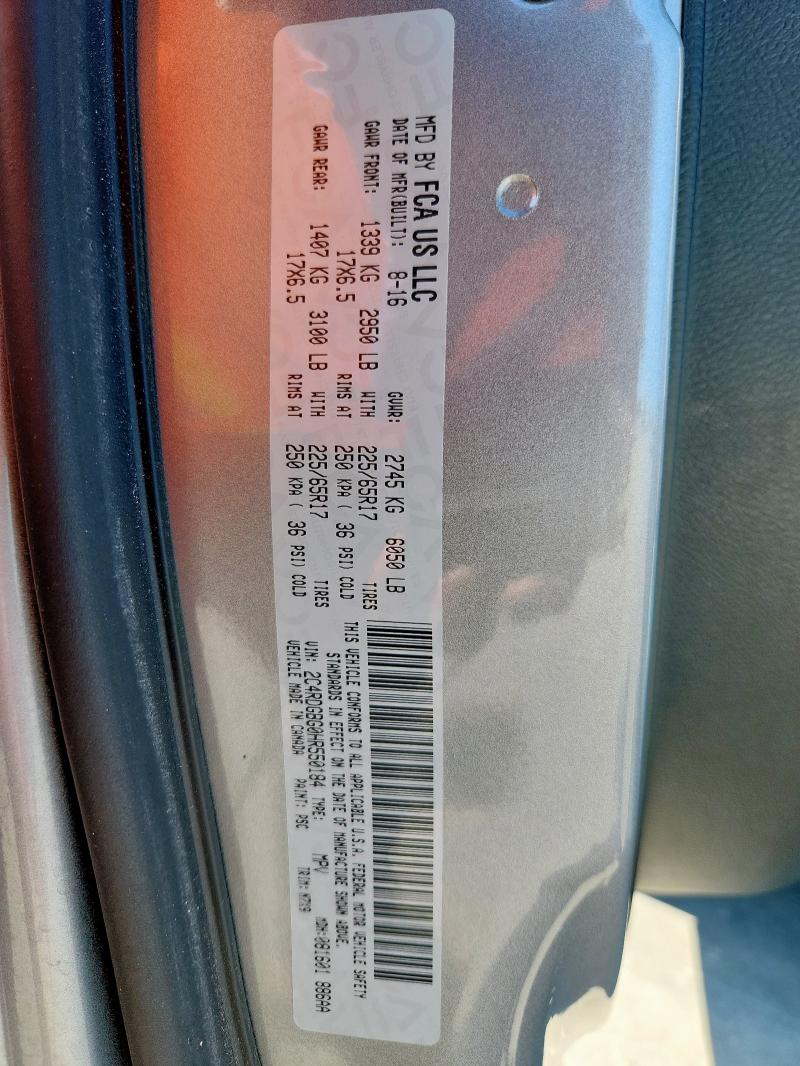 MFD BY FCA US LLC
DATE OF MFR(BUILT): 8-16 GVWR: 2745 KG 6050 LB
GAWR FRONT: 1339 KG 2950 LB WITH 225/65R17 TIRES
17X6.5 RIMS AT 250 KPA ( 36 PSI) COLD
GAWR REAR: 1407 KG 3100 LB WITH 225/65R17 TIRES
17X6.5 RIMS AT 250 KPA ( 36 PSI) COLD
THIS VEHICLE CONFORMS TO ALL APPLICABLE U.S.A. FEDERAL MOTOR VEHICLE SAFETY
STANDARDS IN EFFECT ON THE DATE OF MANUFACTURE SHOWN ABOVE.
VIN: 2C4RDGBG0HR550184 TYPE: MPV MDH:081601 886AA
VEHICLE MADE IN CANADA PAINT: PSC TRIM: